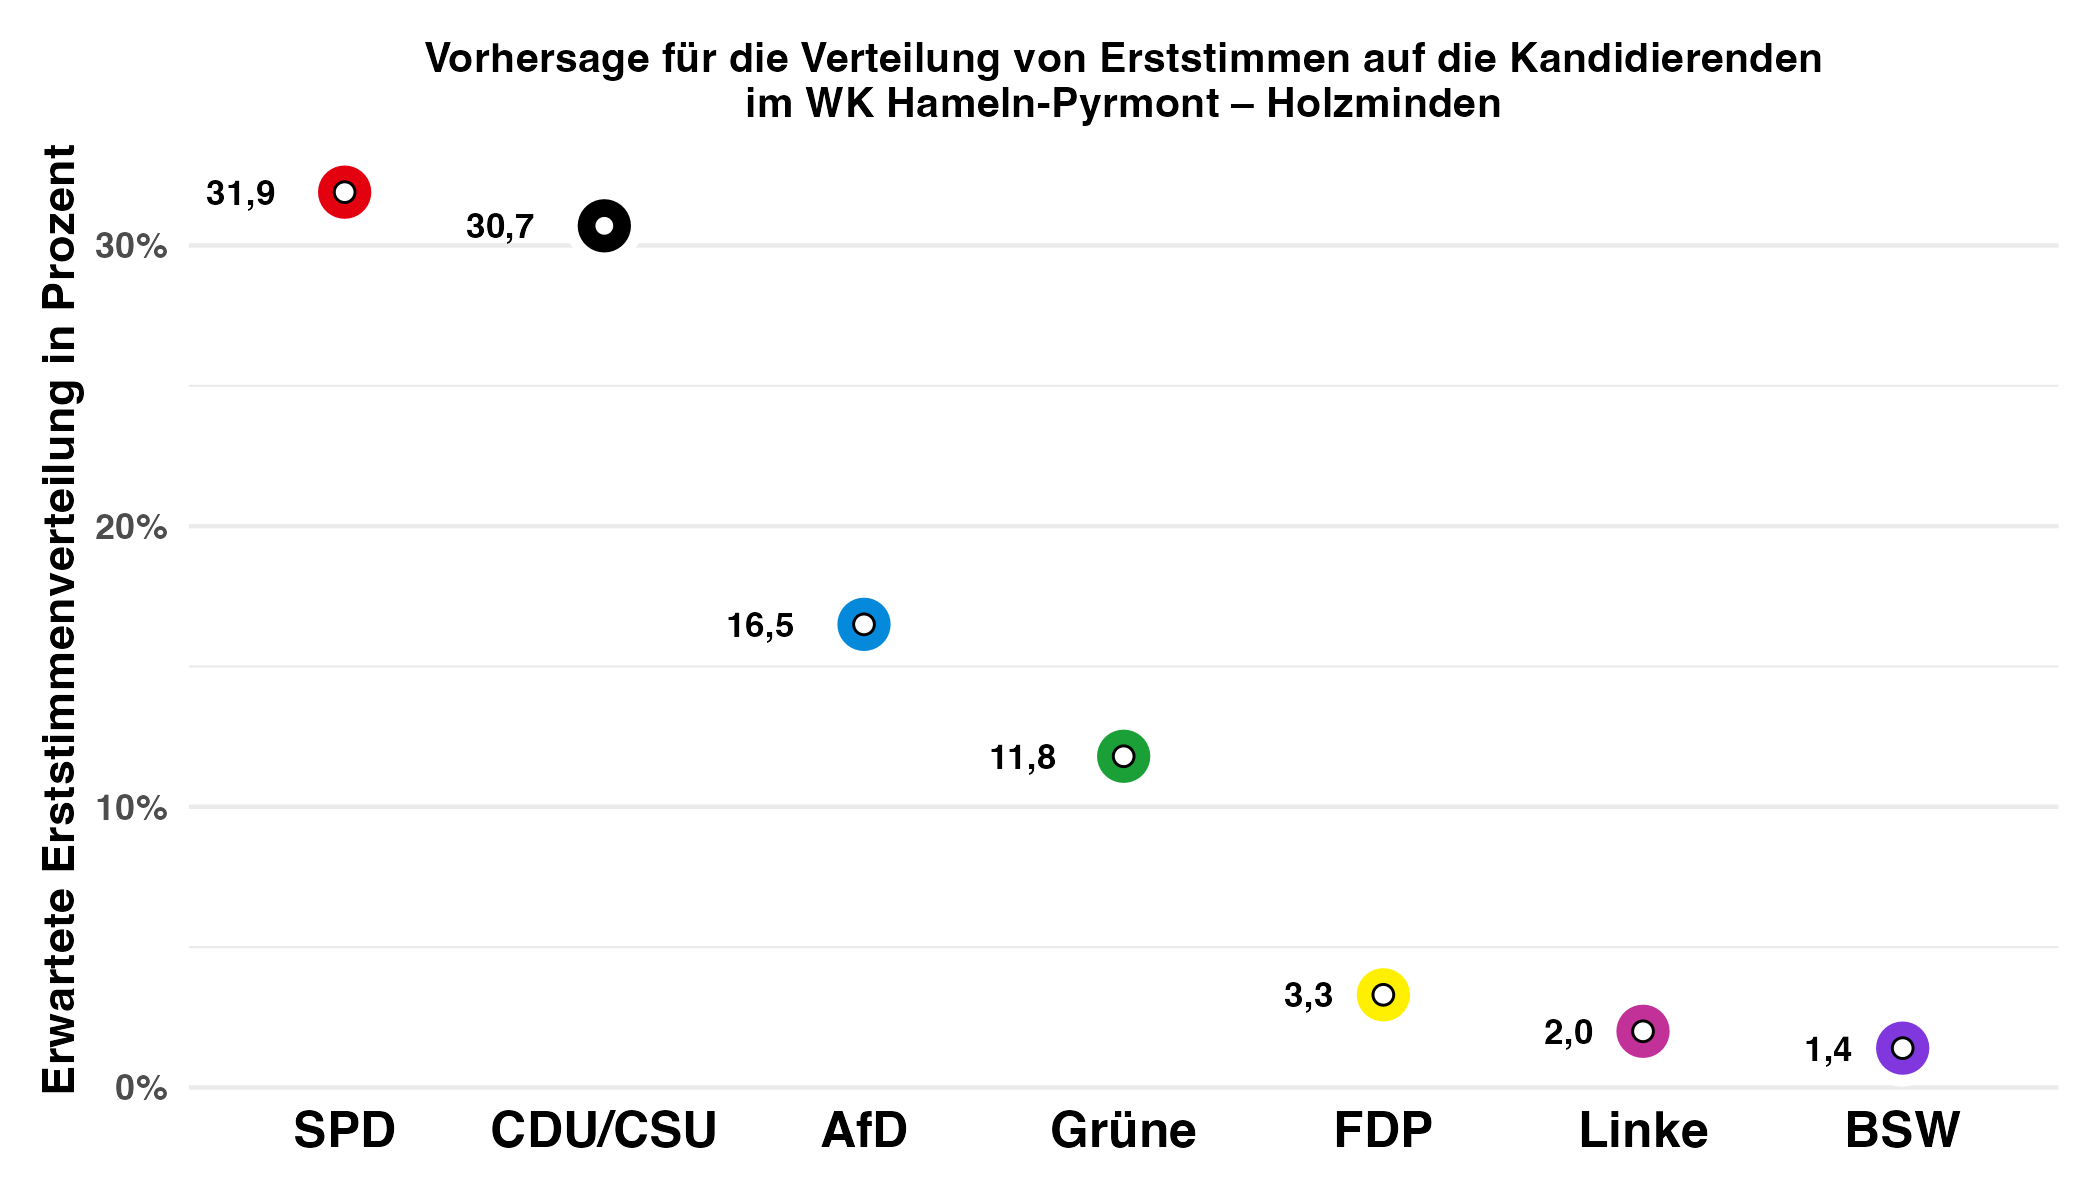 Vorhersage für die Verteilung von Erststimmen auf die Kandidierenden
im WK Hameln-Pyrmont – Holzminden
Erwartete Erststimmenverteilung in Prozent
30%
20%
10%
0%
31,9
30,7
16,5
11,8
3,3
2,0
1,4
SPD
CDU/CSU
AfD
Grüne
FDP
Linke
BSW